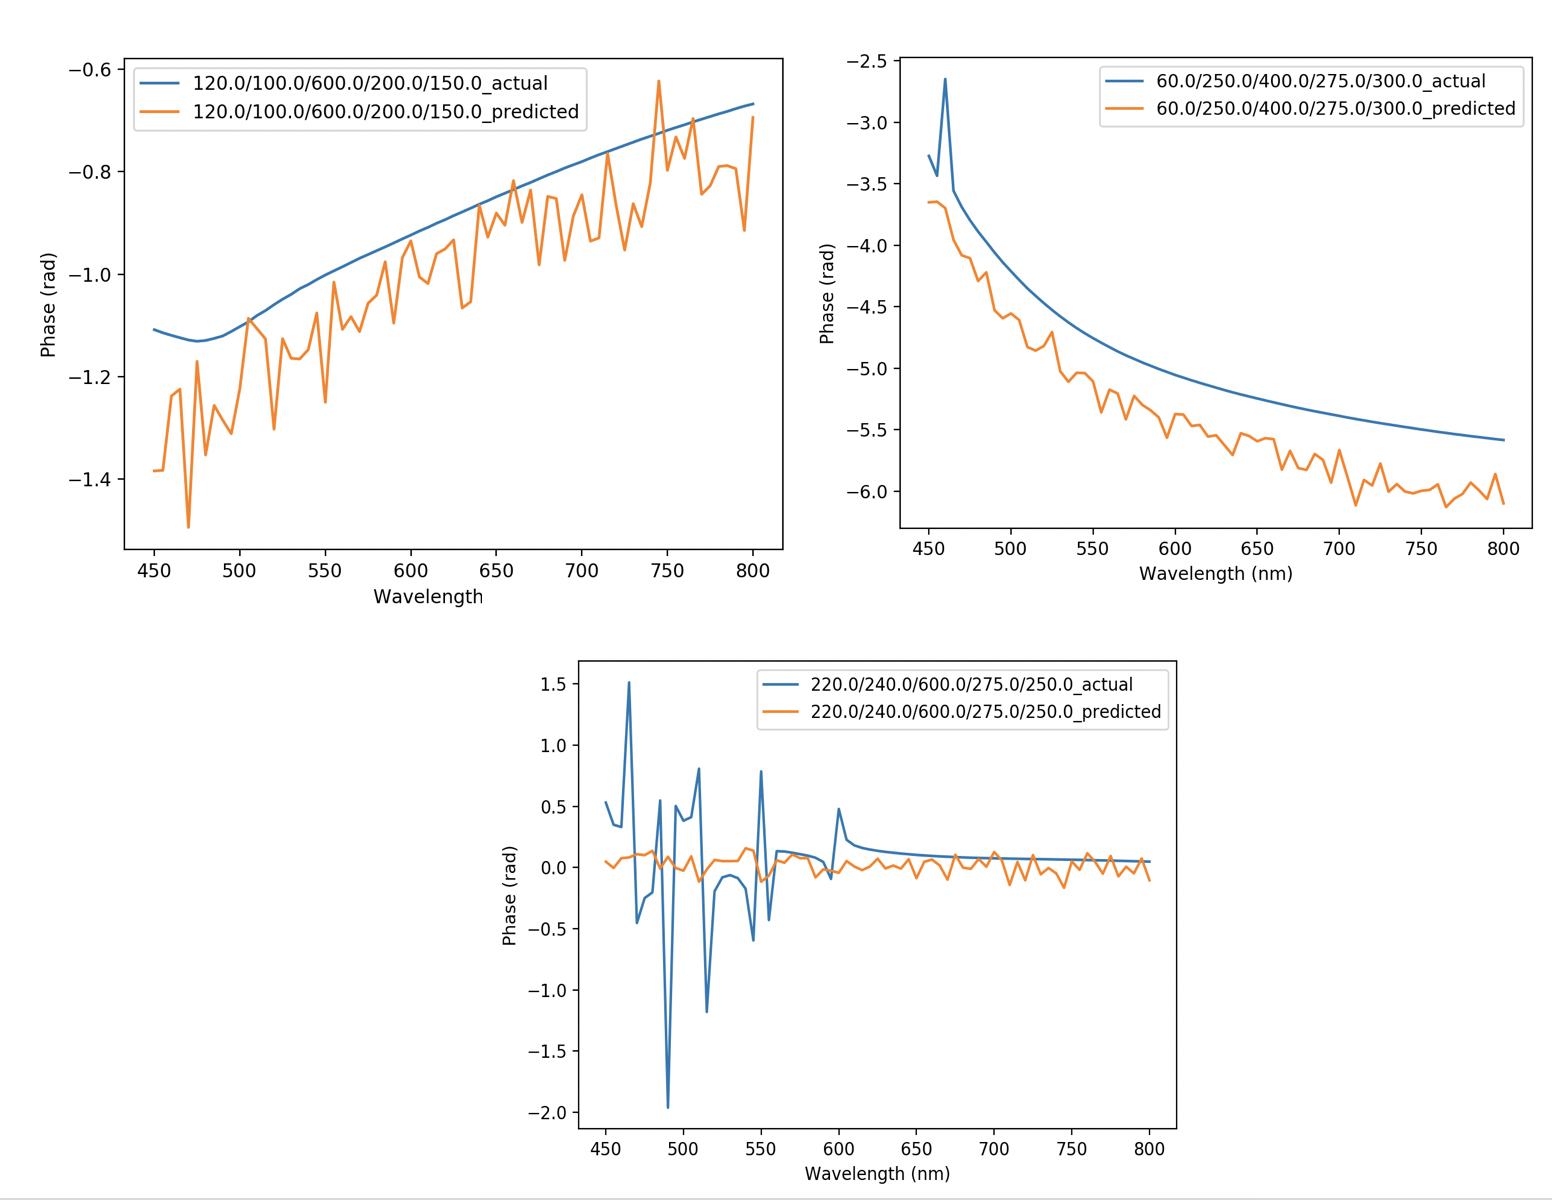 120.0/100.0/600.0/200.0/150.0_actual
120.0/100.0/600.0/200.0/150.0_predicted
−0.6
−0.8
−1.0
−1.2
−1.4
Phase (rad)
450 500 550 600 650 700 750 800
Wavelength
60.0/250.0/400.0/275.0/300.0_actual
60.0/250.0/400.0/275.0/300.0_predicted
−2.5
−3.0
−3.5
−4.0
−4.5
−5.0
−5.5
−6.0
Phase (rad)
450 500 550 600 650 700 750 800
Wavelength (nm)
220.0/240.0/600.0/275.0/250.0_actual
220.0/240.0/600.0/275.0/250.0_predicted
1.5
1.0
0.5
0.0
−0.5
−1.0
−1.5
−2.0
Phase (rad)
450 500 550 600 650 700 750 800
Wavelength (nm)